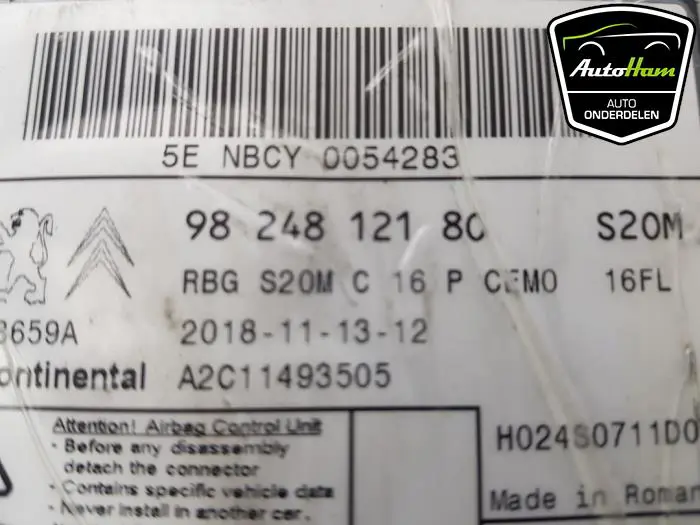 AutoHam
AUTO
ONDERDELEN
5E NBCY 0054283
98 248 121 80 S20M
RBG S20M C 16 P CEMO 16FL
3659A 2018-11-13-12
ontinental A2C11493505
Attention! Airbag Control Unit
- Before any disassembly
detach the connector
- Contains specific vehicle data
- Never install in another car.
H024S0711D0
Made in Roman